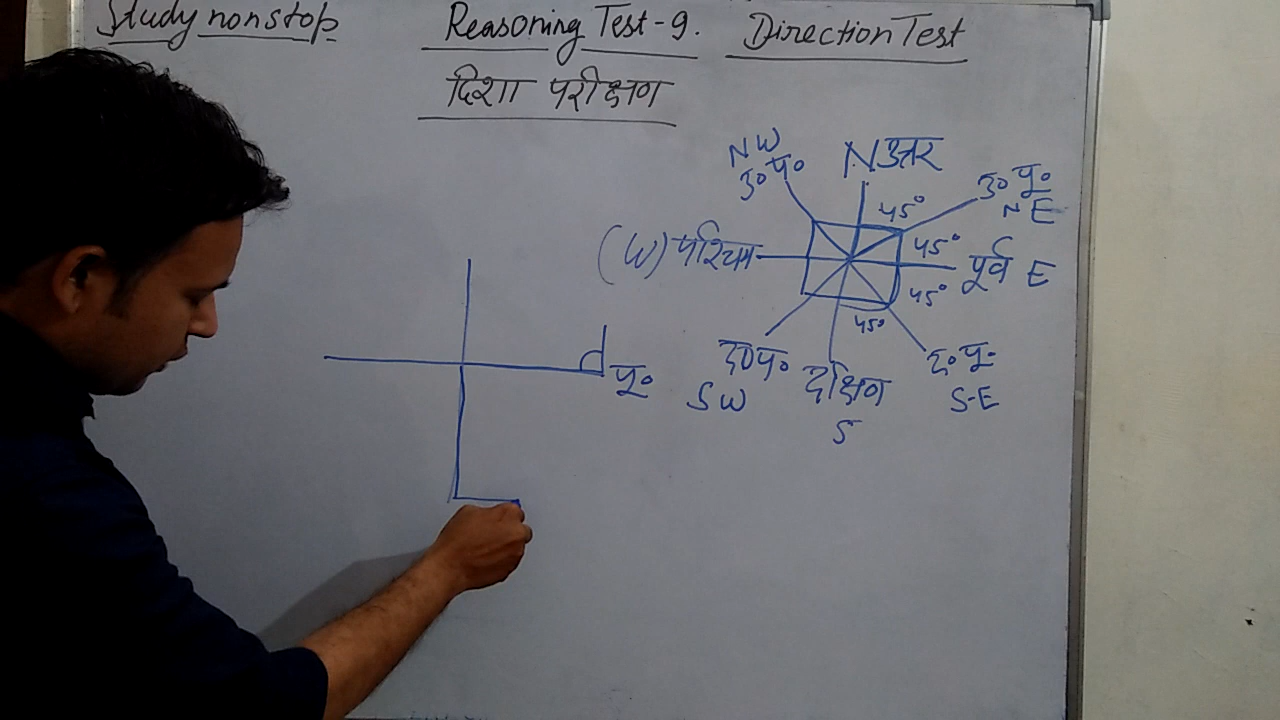 Study nonstop
Reasoning Test-9. Direction Test
दिशा परीक्षण
NW
उ०प०
N उत्तर
उ०पू०
NE
45°
45°
(W) पश्चिम
पूर्व E
45°
45°
द०प०
SW
दक्षिण
S
द०पू०
S-E
पू०